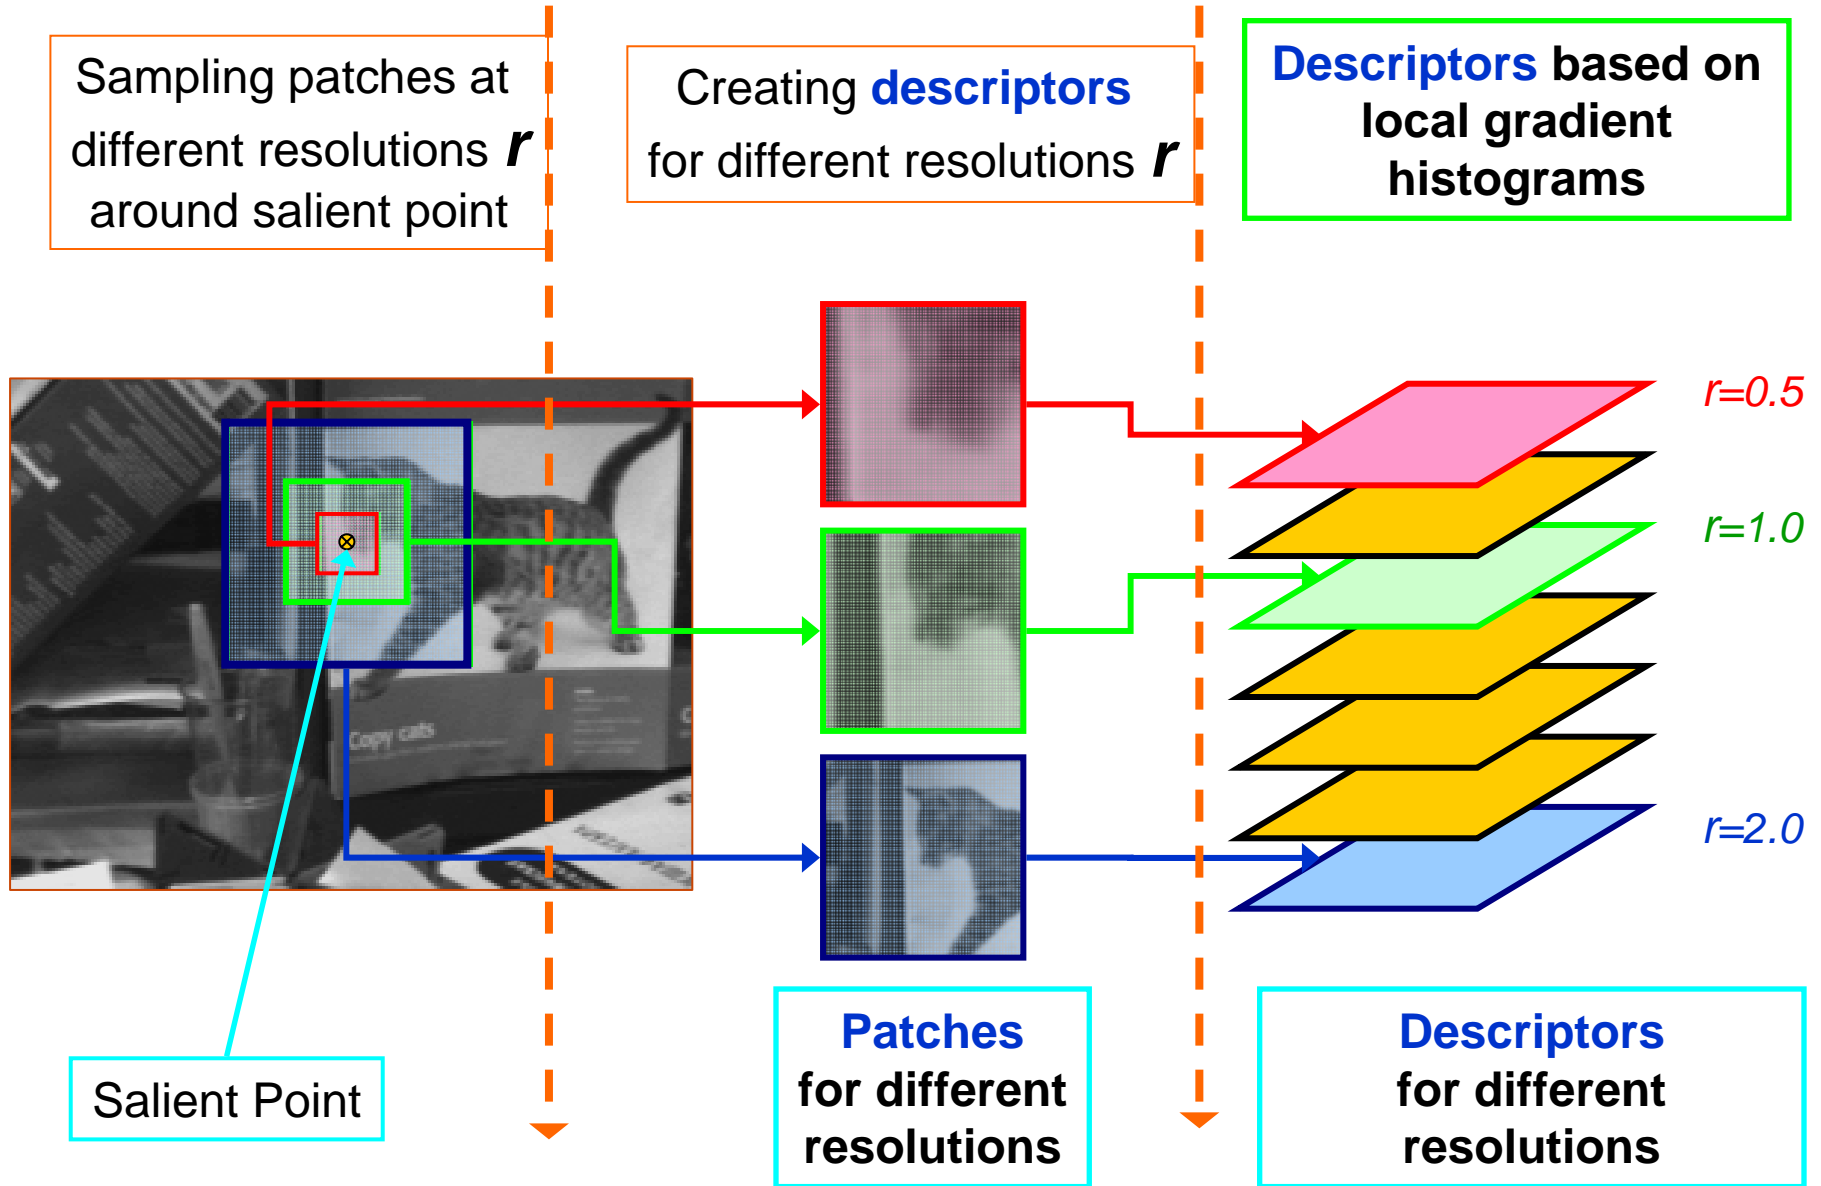 Sampling patches at
different resolutions r
around salient point
Creating descriptors
for different resolutions r
Descriptors based on
local gradient
histograms
r=0.5
r=1.0
r=2.0
Copy cats
Salient Point
Patches
for different
resolutions
Descriptors
for different
resolutions